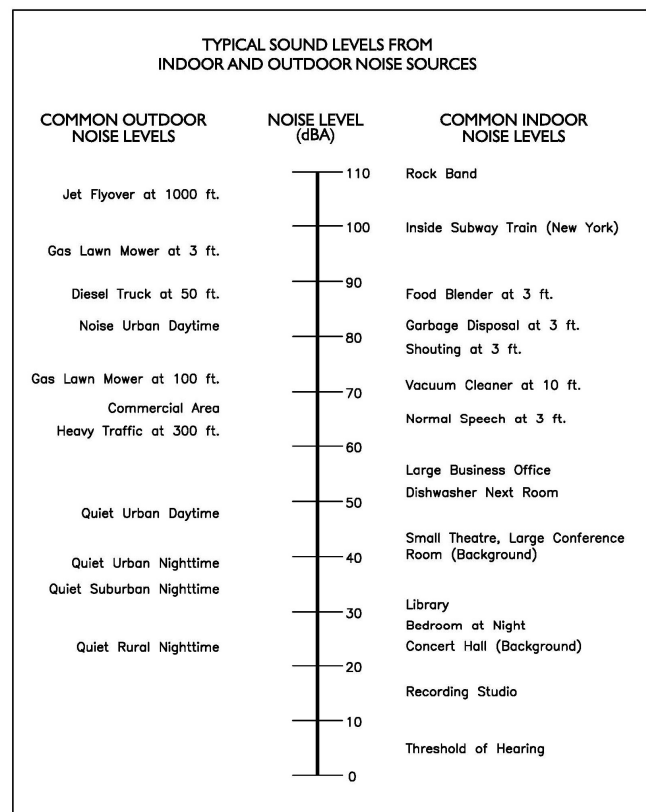 TYPICAL SOUND LEVELS FROM
INDOOR AND OUTDOOR NOISE SOURCES
COMMON OUTDOOR
NOISE LEVELS
NOISE LEVEL
(dBA)
COMMON INDOOR
NOISE LEVELS
110 Rock Band
Jet Flyover at 1000 ft.
100 Inside Subway Train (New York)
Gas Lawn Mower at 3 ft.
90
Diesel Truck at 50 ft. Food Blender at 3 ft.
Noise Urban Daytime Garbage Disposal at 3 ft.
80
Shouting at 3 ft.
Gas Lawn Mower at 100 ft. Vacuum Cleaner at 10 ft.
70
Commercial Area
Normal Speech at 3 ft.
Heavy Traffic at 300 ft.
60
Large Business Office
Dishwasher Next Room
50
Quiet Urban Daytime
Small Theatre, Large Conference
40 Room (Background)
Quiet Urban Nighttime
Quiet Suburban Nighttime
Library
30
Bedroom at Night
Quiet Rural Nighttime Concert Hall (Background)
20
Recording Studio
10
Threshold of Hearing
0